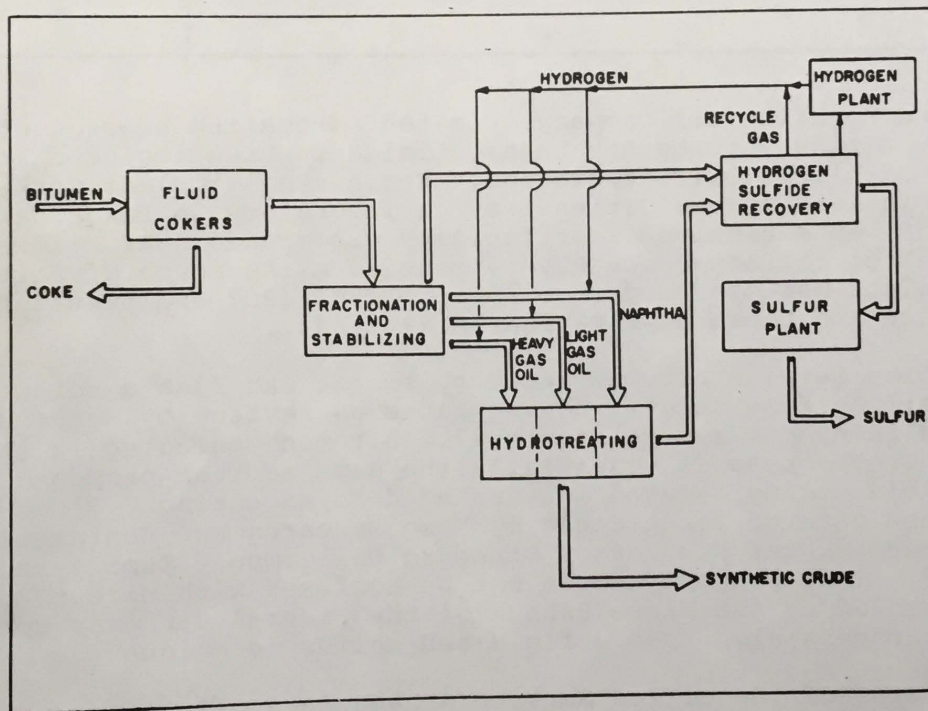 HYDROGEN
HYDROGEN
PLANT
RECYCLE
GAS
BITUMEN
FLUID
COKERS
HYDROGEN
SULFIDE
RECOVERY
COKE
FRACTIONATION
AND
STABILIZING
NAPHTHA
SULFUR
PLANT
HEAVY
GAS
OIL
LIGHT
GAS
OIL
HYDROTREATING
SULFUR
SYNTHETIC CRUDE